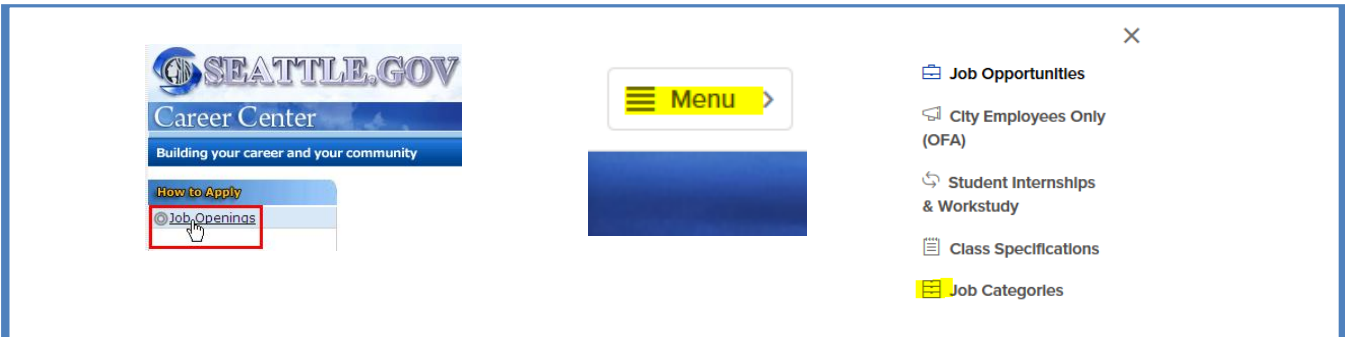 SEATTLE.GOV
Career Center
Building your career and your community
How to Apply
Job Openings
Menu
Job Opportunities
City Employees Only
(OFA)
Student Internships
& Workstudy
Class Specifications
Job Categories